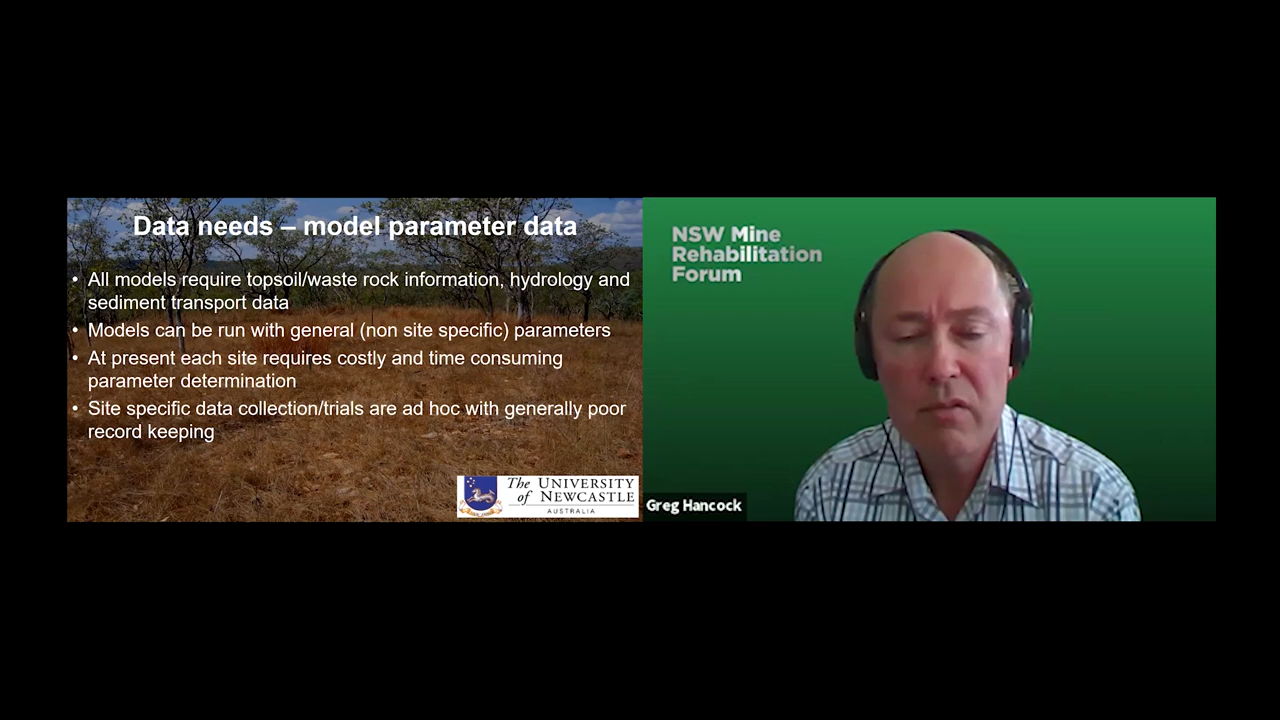 Data needs – model parameter data
• All models require topsoil/waste rock information, hydrology and
sediment transport data
• Models can be run with general (non site specific) parameters
• At present each site requires costly and time consuming
parameter determination
• Site specific data collection/trials are ad hoc with generally poor
record keeping
The UNIVERSITY
of NEWCASTLE
AUSTRALIA
NSW Mine
Rehabilitation
Forum
Greg Hancock